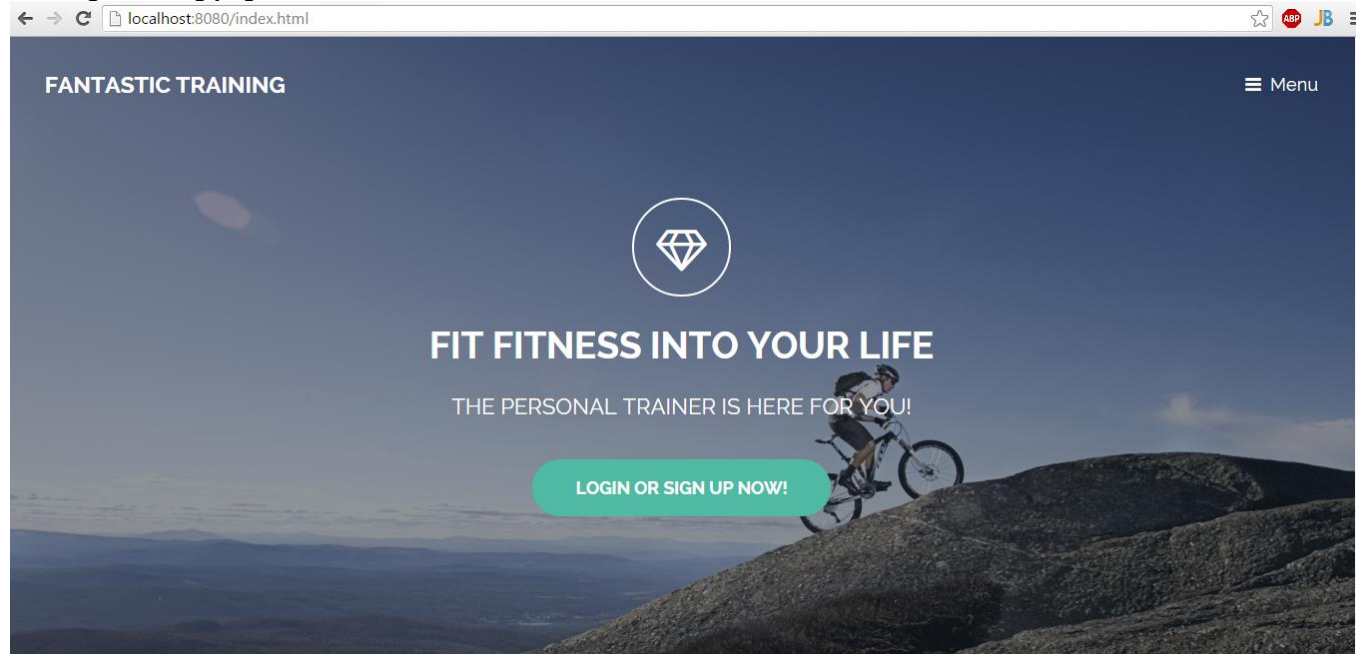 localhost:8080/index.html
ABP
JB
FANTASTIC TRAINING
Menu
FIT FITNESS INTO YOUR LIFE
THE PERSONAL TRAINER IS HERE FOR YOU!
LOGIN OR SIGN UP NOW!